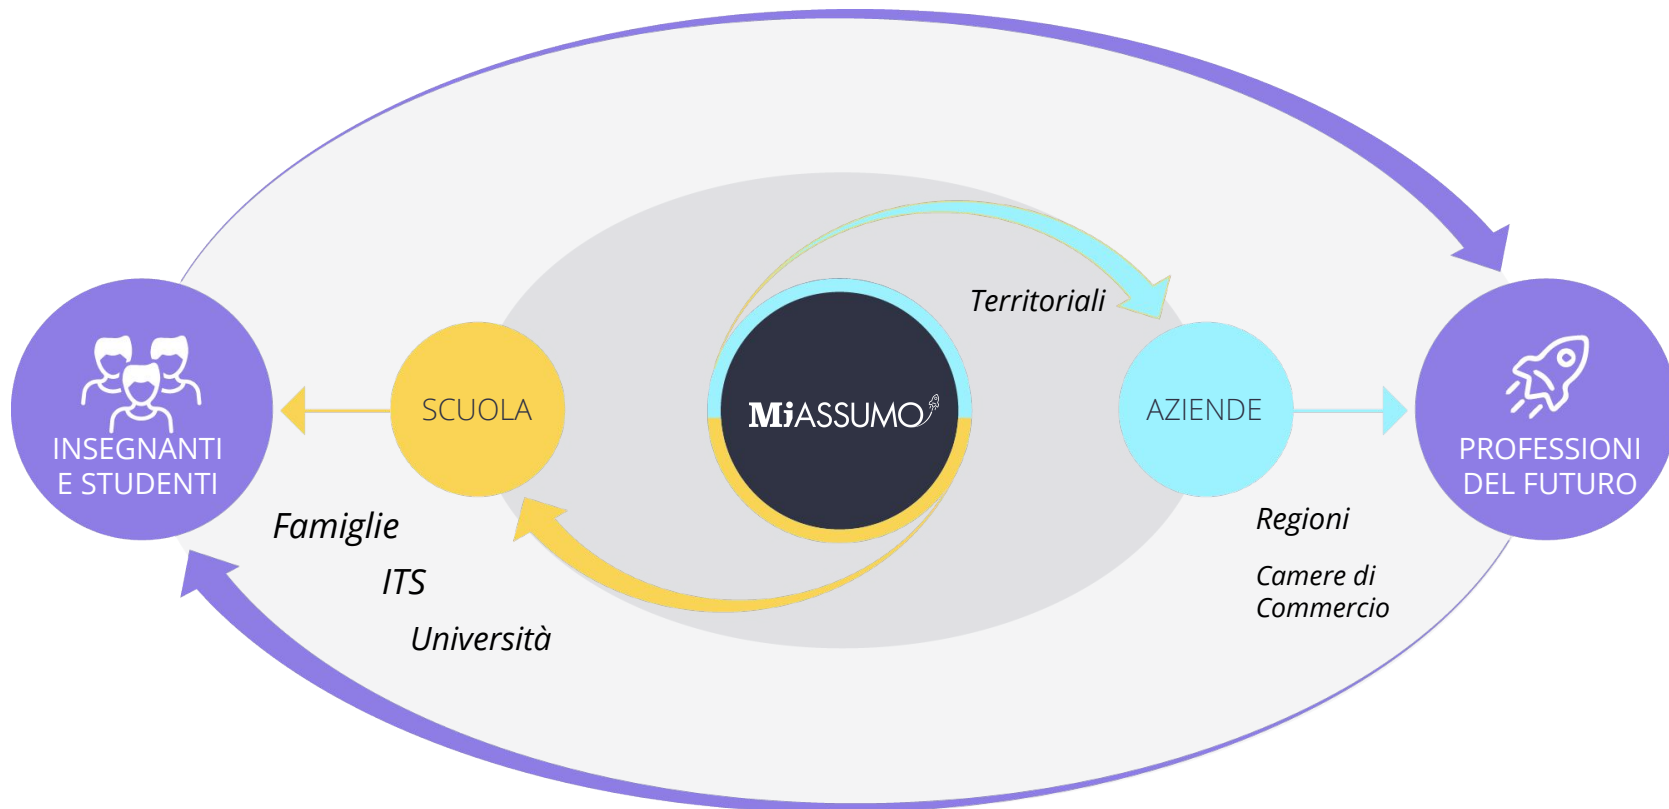 Territoriali
INSEGNANTI
E STUDENTI
SCUOLA
MiASSUMO
AZIENDE
PROFESSIONI
DEL FUTURO
Famiglie
ITS
Università
Regioni
Camere di
Commercio